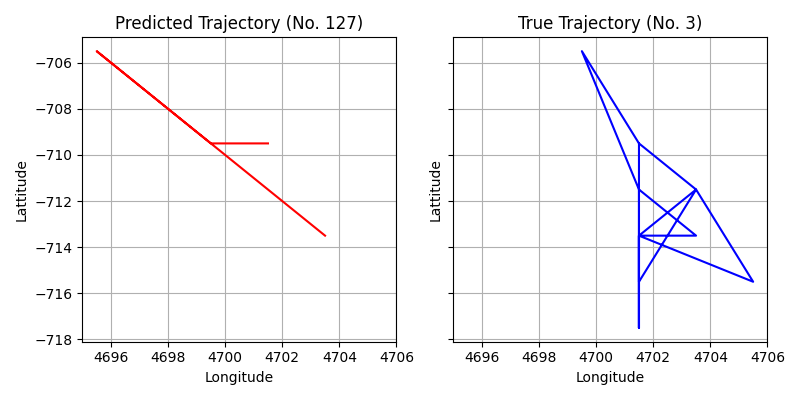 Predicted Trajectory (No. 127)
True Trajectory (No. 3)
−706
−708
−710
−712
−714
−716
−718
Lattitude
Lattitude
4696 4698 4700 4702 4704 4706
4696 4698 4700 4702 4704 4706
Longitude
Longitude